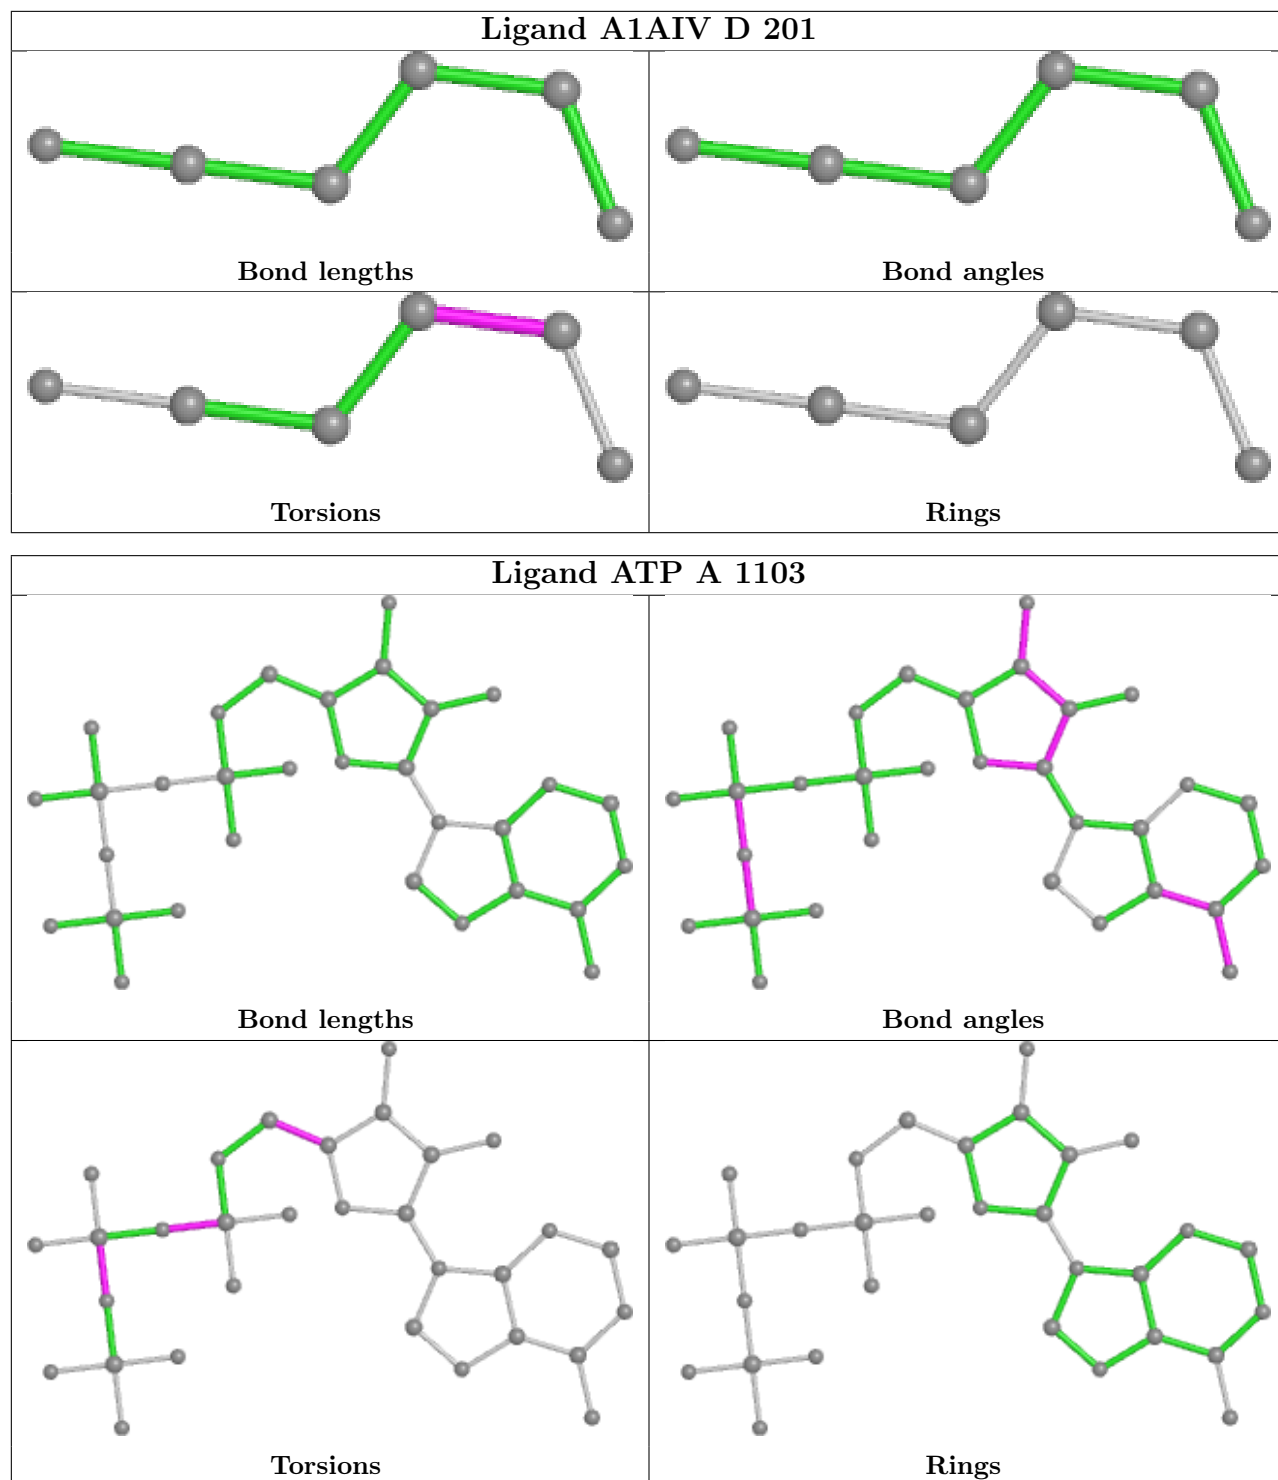 Ligand A1AIV D 201
Bond lengths
Bond angles
Torsions
Rings
Ligand ATP A 1103
Bond lengths
Bond angles
Torsions
Rings